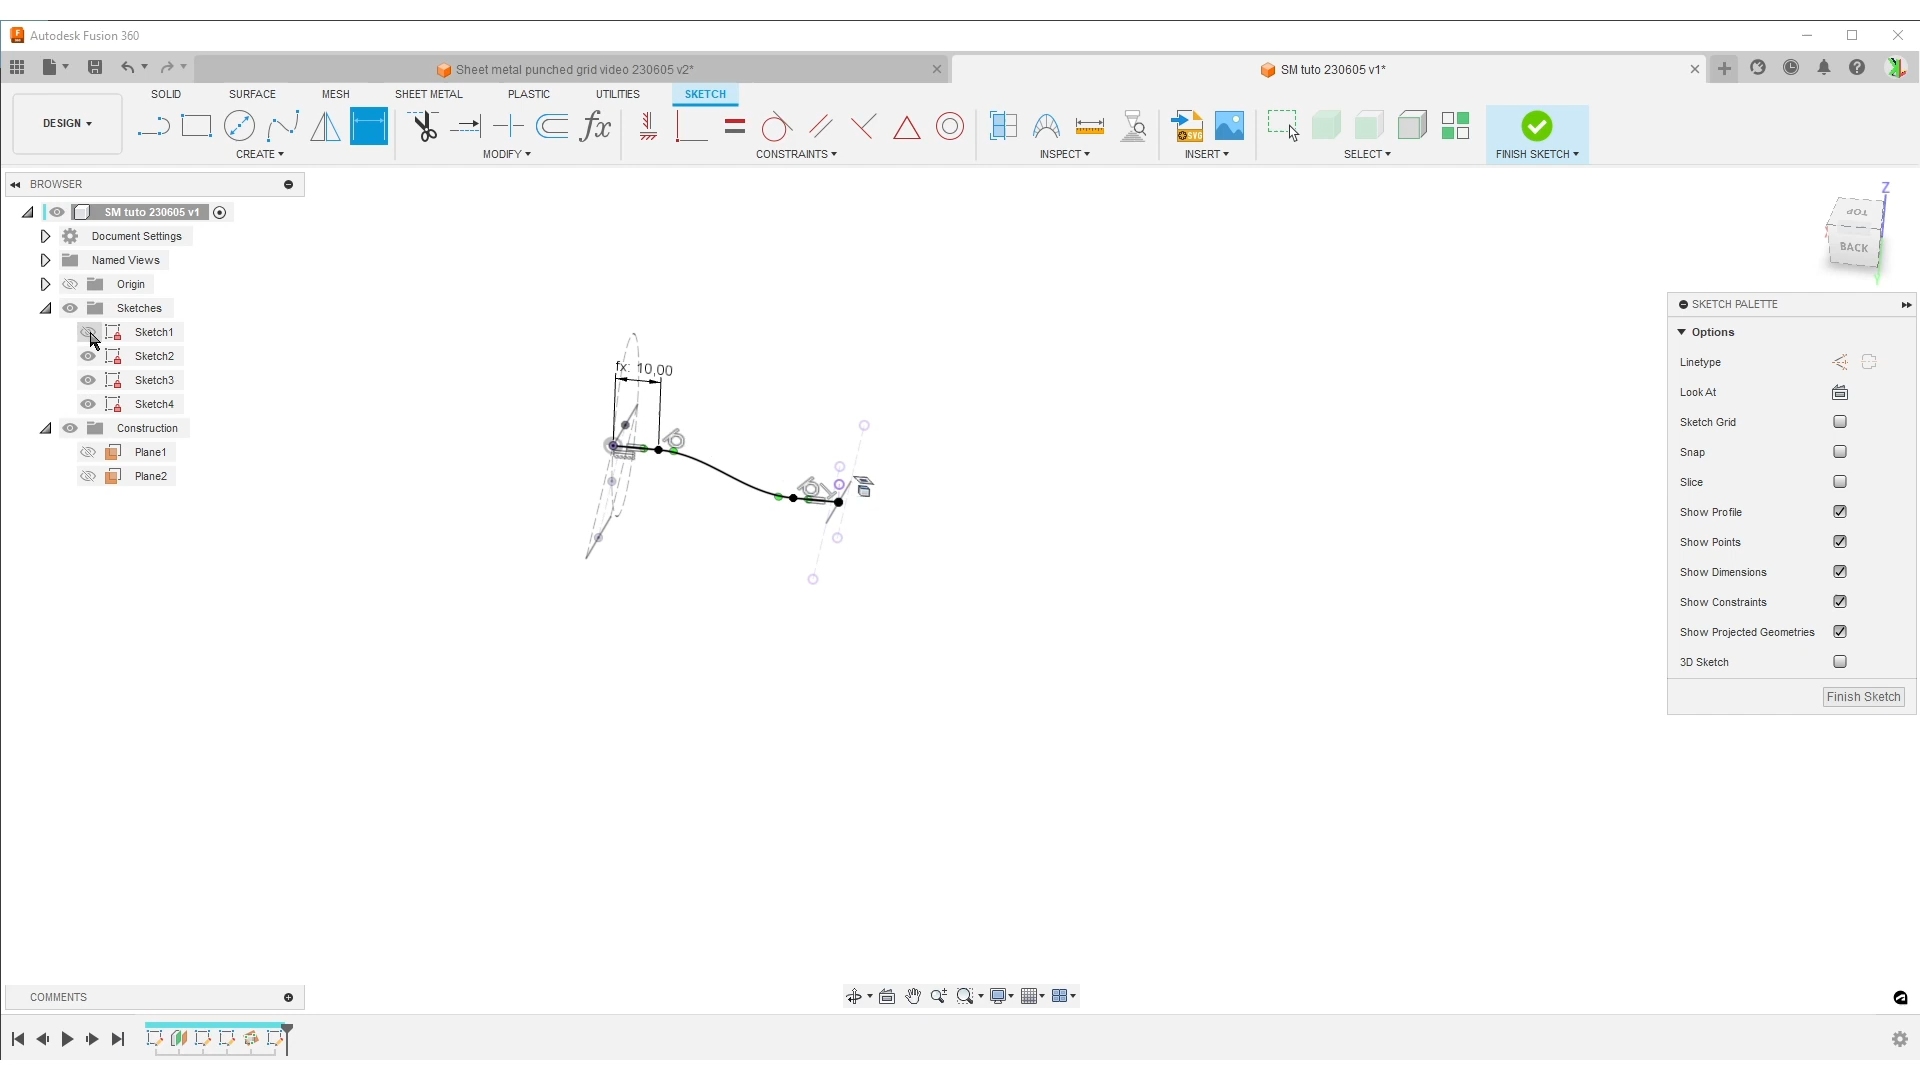 Autodesk Fusion 360
Sheet metal punched grid video 230605 v2*
SM tuto 230605 v1*
SOLID SURFACE MESH SHEET METAL PLASTIC UTILITIES SKETCH
DESIGN
fx
SVG
CREATE MODIFY CONSTRAINTS INSPECT INSERT SELECT FINISH SKETCH
BROWSER
SM tuto 230605 v1
Document Settings
Named Views
Origin
Sketches
Sketch1
Sketch2
Sketch3
Sketch4
Construction
Plane1
Plane2
fx: 10,00
Z
TOP
BACK
SKETCH PALETTE
Options
Linetype
Look At
Sketch Grid
Snap
Slice
Show Profile
Show Points
Show Dimensions
Show Constraints
Show Projected Geometries
3D Sketch
Finish Sketch
COMMENTS